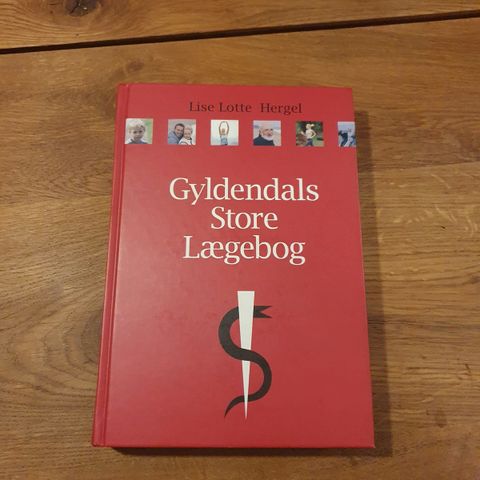 Lise Lotte Hergel
Gyldendals
Store
Lægebog